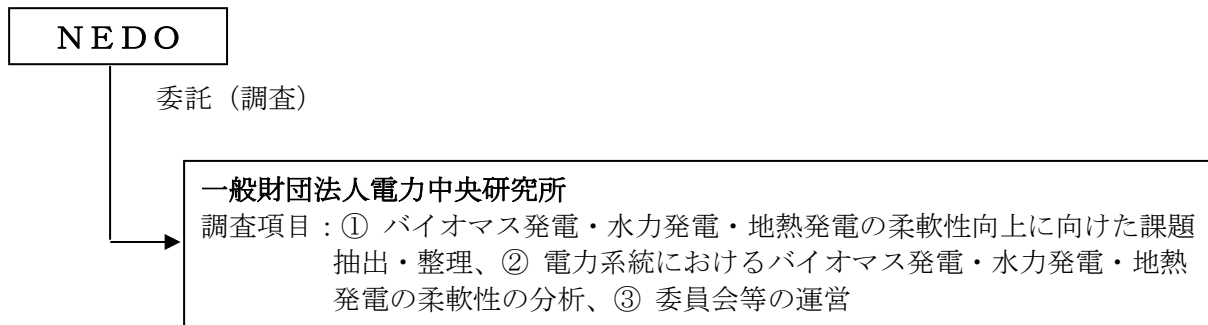 NEDO
委託（調査）
一般財団法人電力中央研究所
調査項目：① バイオマス発電・水力発電・地熱発電の柔軟性向上に向けた課題
抽出・整理、② 電力系統におけるバイオマス発電・水力発電・地熱
発電の柔軟性の分析、③ 委員会等の運営